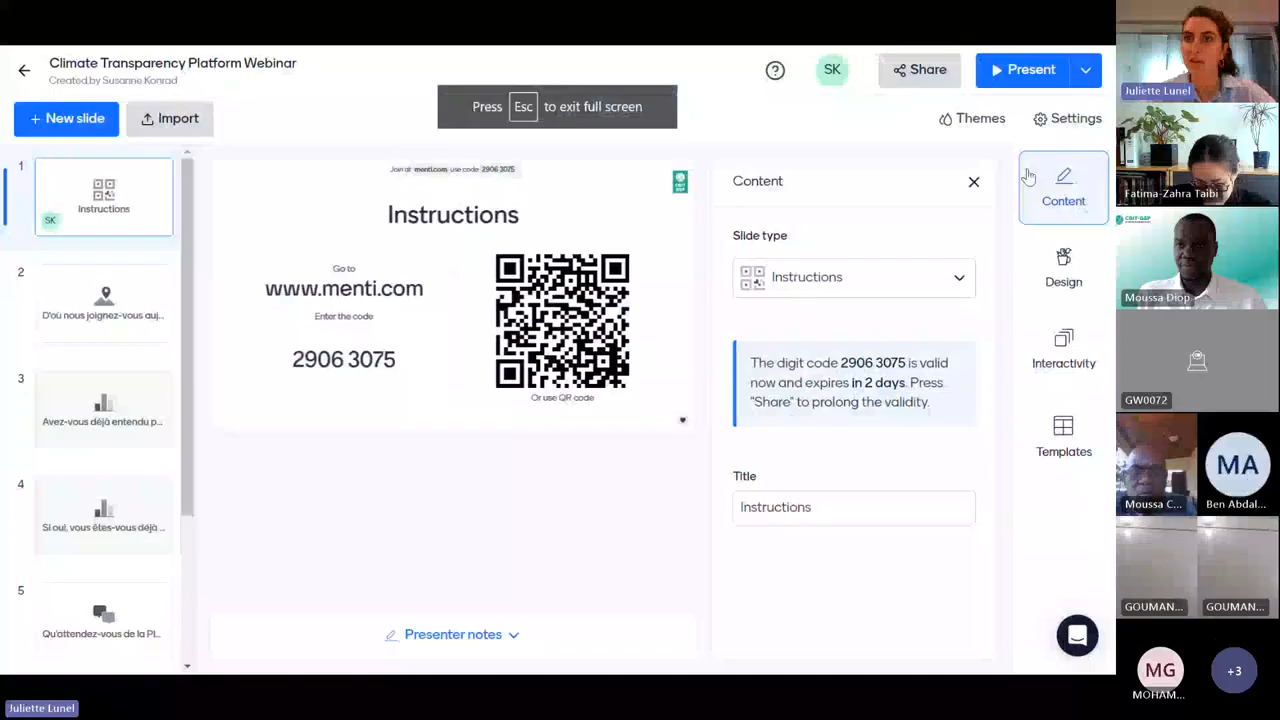 Climate Transparency Platform Webinar
Created by Susanne Konrad
SK
Share
Present
Press Esc to exit full screen
+ New slide
Import
Themes
Settings
1
Instructions
SK
2
D'où nous joignez-vous auj...
3
Avez-vous déjà entendu p...
4
Si oui, vous êtes-vous déjà ...
5
Qu'attendez-vous de la Pl...
Join at menti.com use code 2906 3075
CBIT GSP
Instructions
Go to
www.menti.com
Enter the code
2906 3075
Or use QR code
Presenter notes
Content
Slide type
Instructions
The digit code 2906 3075 is valid
now and expires in 2 days. Press
"Share" to prolong the validity.
Title
Instructions
Content
Design
Interactivity
Templates
Juliette Lunel
Fatima-Zahra Taibi
CBIT-GSP
Moussa Diop
GW0072
Moussa C...
MA
Ben Abdal...
GOUMAN...
GOUMAN...
MG
MOHAM...
+3
Juliette Lunel